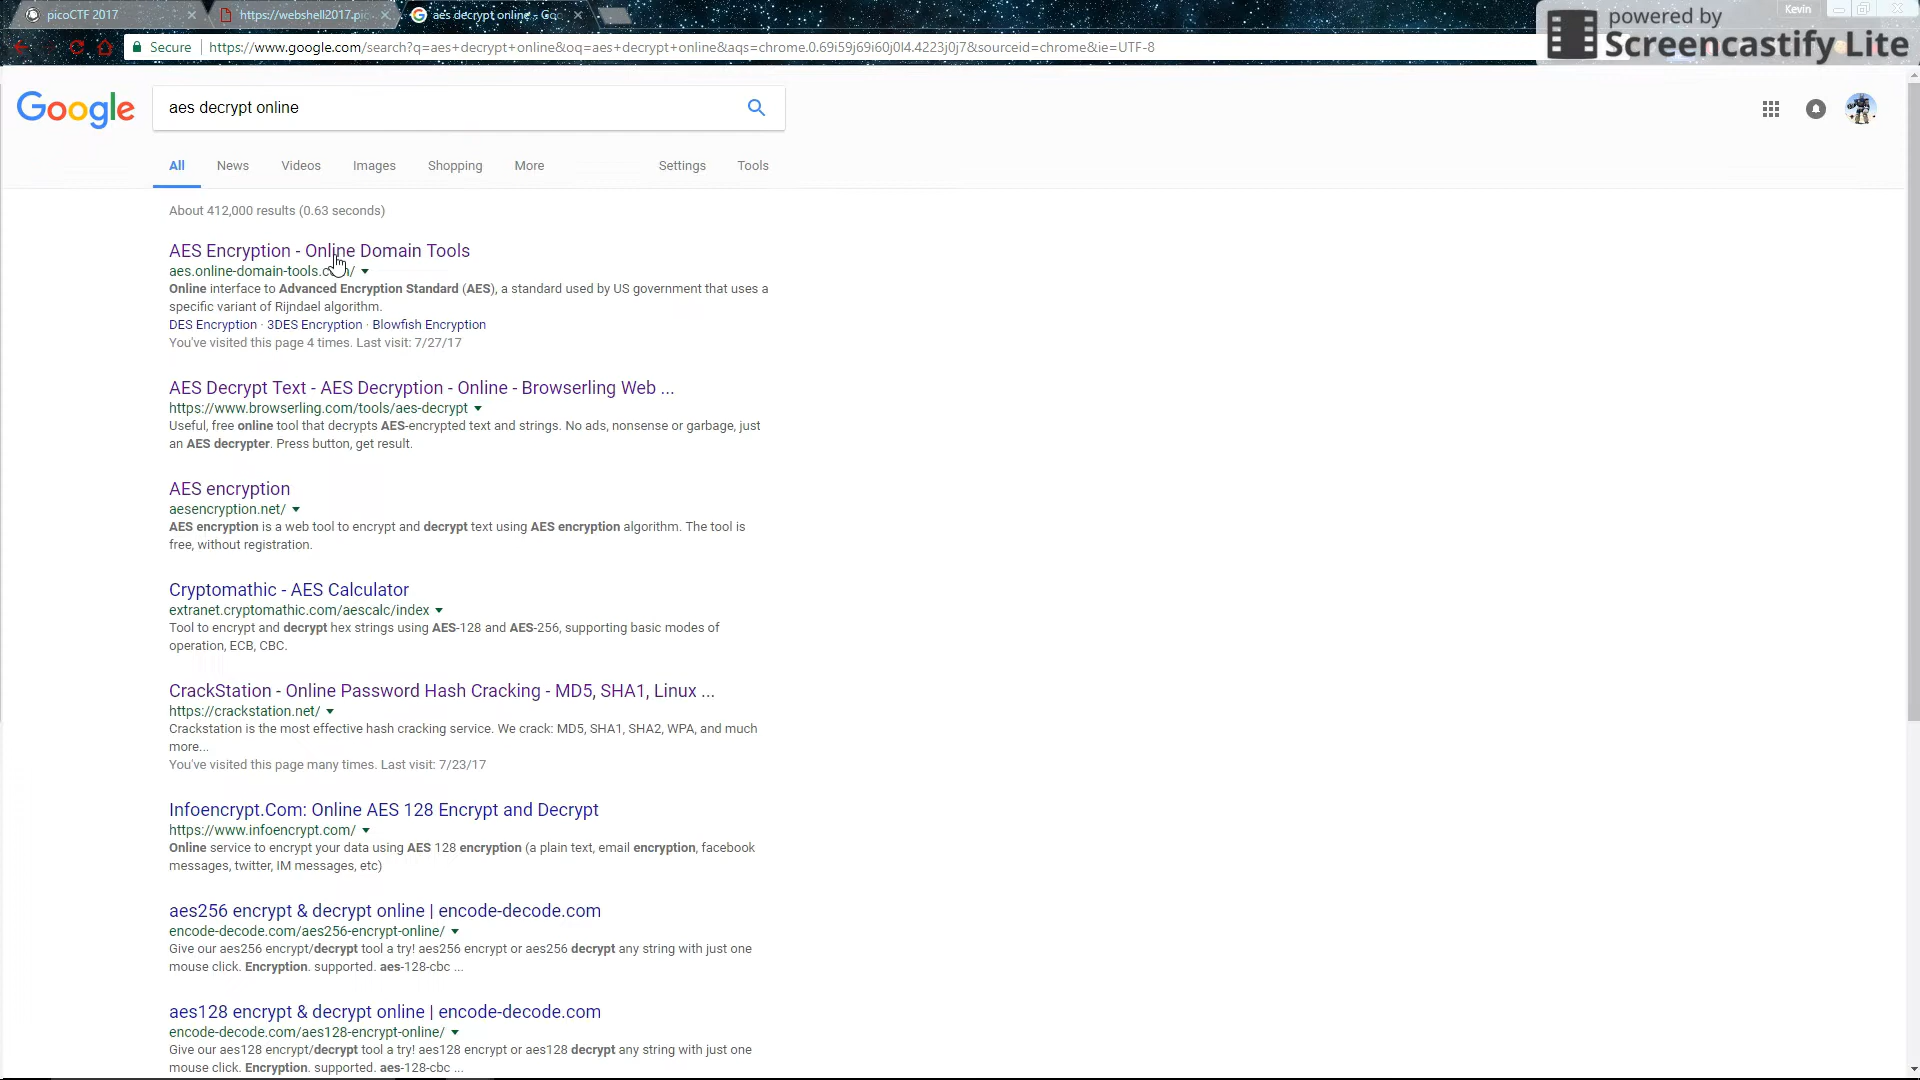 picoCTF 2017
https://webshell2017.pic
aes decrypt online - Goo
Kevin
powered by
Screencastify Lite
Secure
https://www.google.com/search?q=aes+decrypt+online&oq=aes+decrypt+online&aqs=chrome.0.69i59j69i60j0l4.4223j0j7&sourceid=chrome&ie=UTF-8
Google
aes decrypt online
All News Videos Images Shopping More Settings Tools
About 412,000 results (0.63 seconds)
AES Encryption - Online Domain Tools
aes.online-domain-tools.com/
Online interface to Advanced Encryption Standard (AES), a standard used by US government that uses a
specific variant of Rijndael algorithm.
DES Encryption · 3DES Encryption · Blowfish Encryption
You've visited this page 4 times. Last visit: 7/27/17
AES Decrypt Text - AES Decryption - Online - Browserling Web ...
https://www.browserling.com/tools/aes-decrypt
Useful, free online tool that decrypts AES-encrypted text and strings. No ads, nonsense or garbage, just
an AES decrypter. Press button, get result.
AES encryption
aesencryption.net/
AES encryption is a web tool to encrypt and decrypt text using AES encryption algorithm. The tool is
free, without registration.
Cryptomathic - AES Calculator
extranet.cryptomathic.com/aescalc/index
Tool to encrypt and decrypt hex strings using AES-128 and AES-256, supporting basic modes of
operation, ECB, CBC.
CrackStation - Online Password Hash Cracking - MD5, SHA1, Linux ...
https://crackstation.net/
Crackstation is the most effective hash cracking service. We crack: MD5, SHA1, SHA2, WPA, and much
more...
You've visited this page many times. Last visit: 7/23/17
Infoencrypt.Com: Online AES 128 Encrypt and Decrypt
https://www.infoencrypt.com/
Online service to encrypt your data using AES 128 encryption (a plain text, email encryption, facebook
messages, twitter, IM messages, etc)
aes256 encrypt & decrypt online | encode-decode.com
encode-decode.com/aes256-encrypt-online/
Give our aes256 encrypt/decrypt tool a try! aes256 encrypt or aes256 decrypt any string with just one
mouse click. Encryption. supported. aes-128-cbc ...
aes128 encrypt & decrypt online | encode-decode.com
encode-decode.com/aes128-encrypt-online/
Give our aes128 encrypt/decrypt tool a try! aes128 encrypt or aes128 decrypt any string with just one
mouse click. Encryption. supported. aes-128-cbc ...